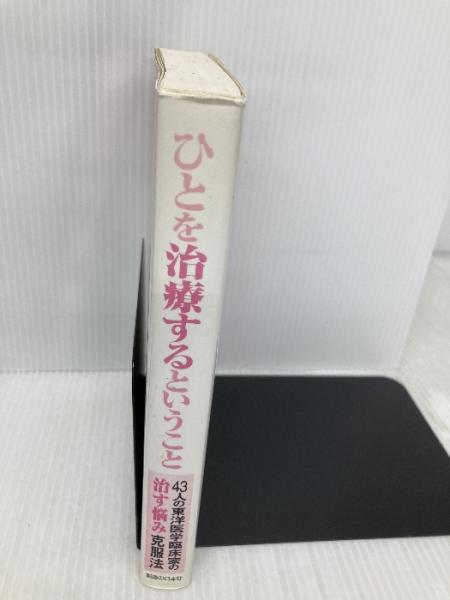 ひとを治療するということ
43人の東洋医学臨床家の
治す悩み克服法